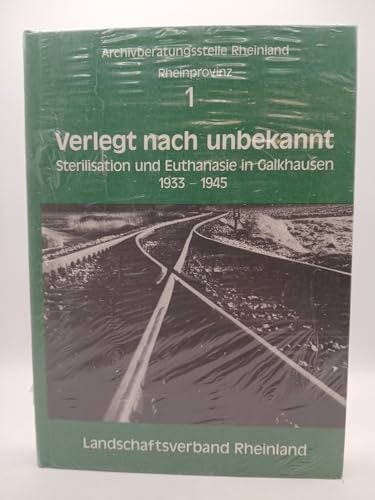 Archivberatungsstelle Rheinland
Rheinprovinz
1
Verlegt nach unbekannt
Sterilisation und Euthanasie in Galkhausen
1933 – 1945
Landschaftsverband Rheinland